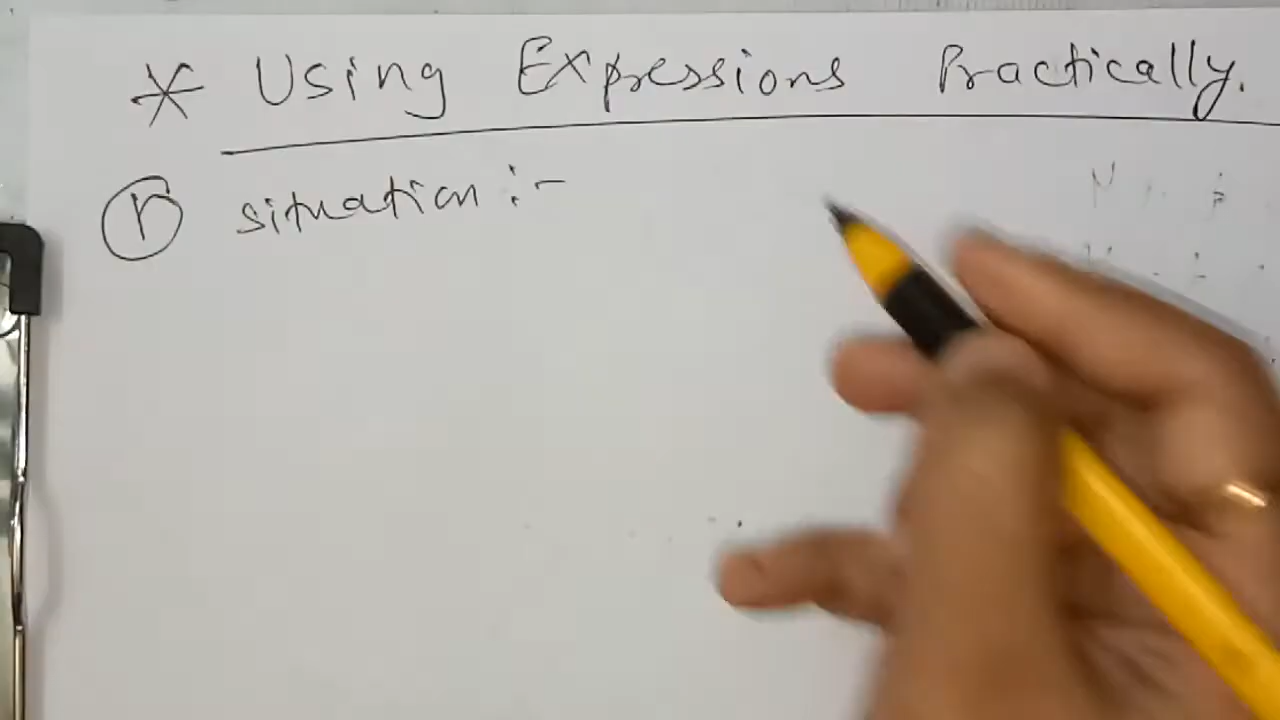 * Using Expressions Practically.
① situation :-